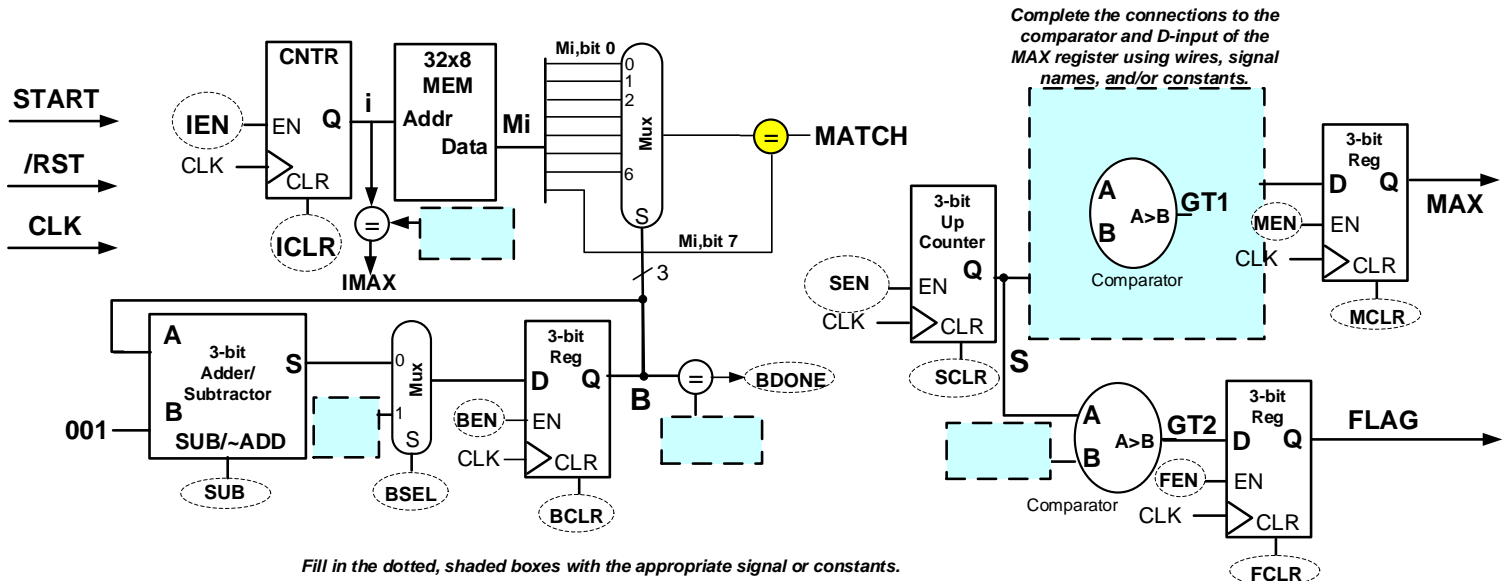 Complete the connections to the
comparator and D-input of the
MAX register using wires, signal
names, and/or constants.
START
/RST
CLK
CNTR
IEN
EN
Q
CLK
CLR
ICLR
i
32x8
MEM
Addr
Data
Mi
=
IMAX
Mi,bit 0
0
1
2
6
Mux
S
Mi,bit 7
=
MATCH
3
A
3-bit
Adder/
Subtractor
S
B
001
SUB/~ADD
SUB
0
Mux
1
S
BSEL
3-bit
Reg
D
Q
BEN
EN
CLK
CLR
BCLR
B
=
BDONE
3-bit
Up
Counter
Q
SEN
EN
CLK
CLR
SCLR
S
A
B
A>B
GT1
Comparator
3-bit
Reg
D
Q
MAX
MEN
EN
CLK
CLR
MCLR
A
B
A>B
GT2
Comparator
3-bit
Reg
D
Q
FLAG
FEN
EN
CLK
CLR
FCLR
Fill in the dotted, shaded boxes with the appropriate signal or constants.